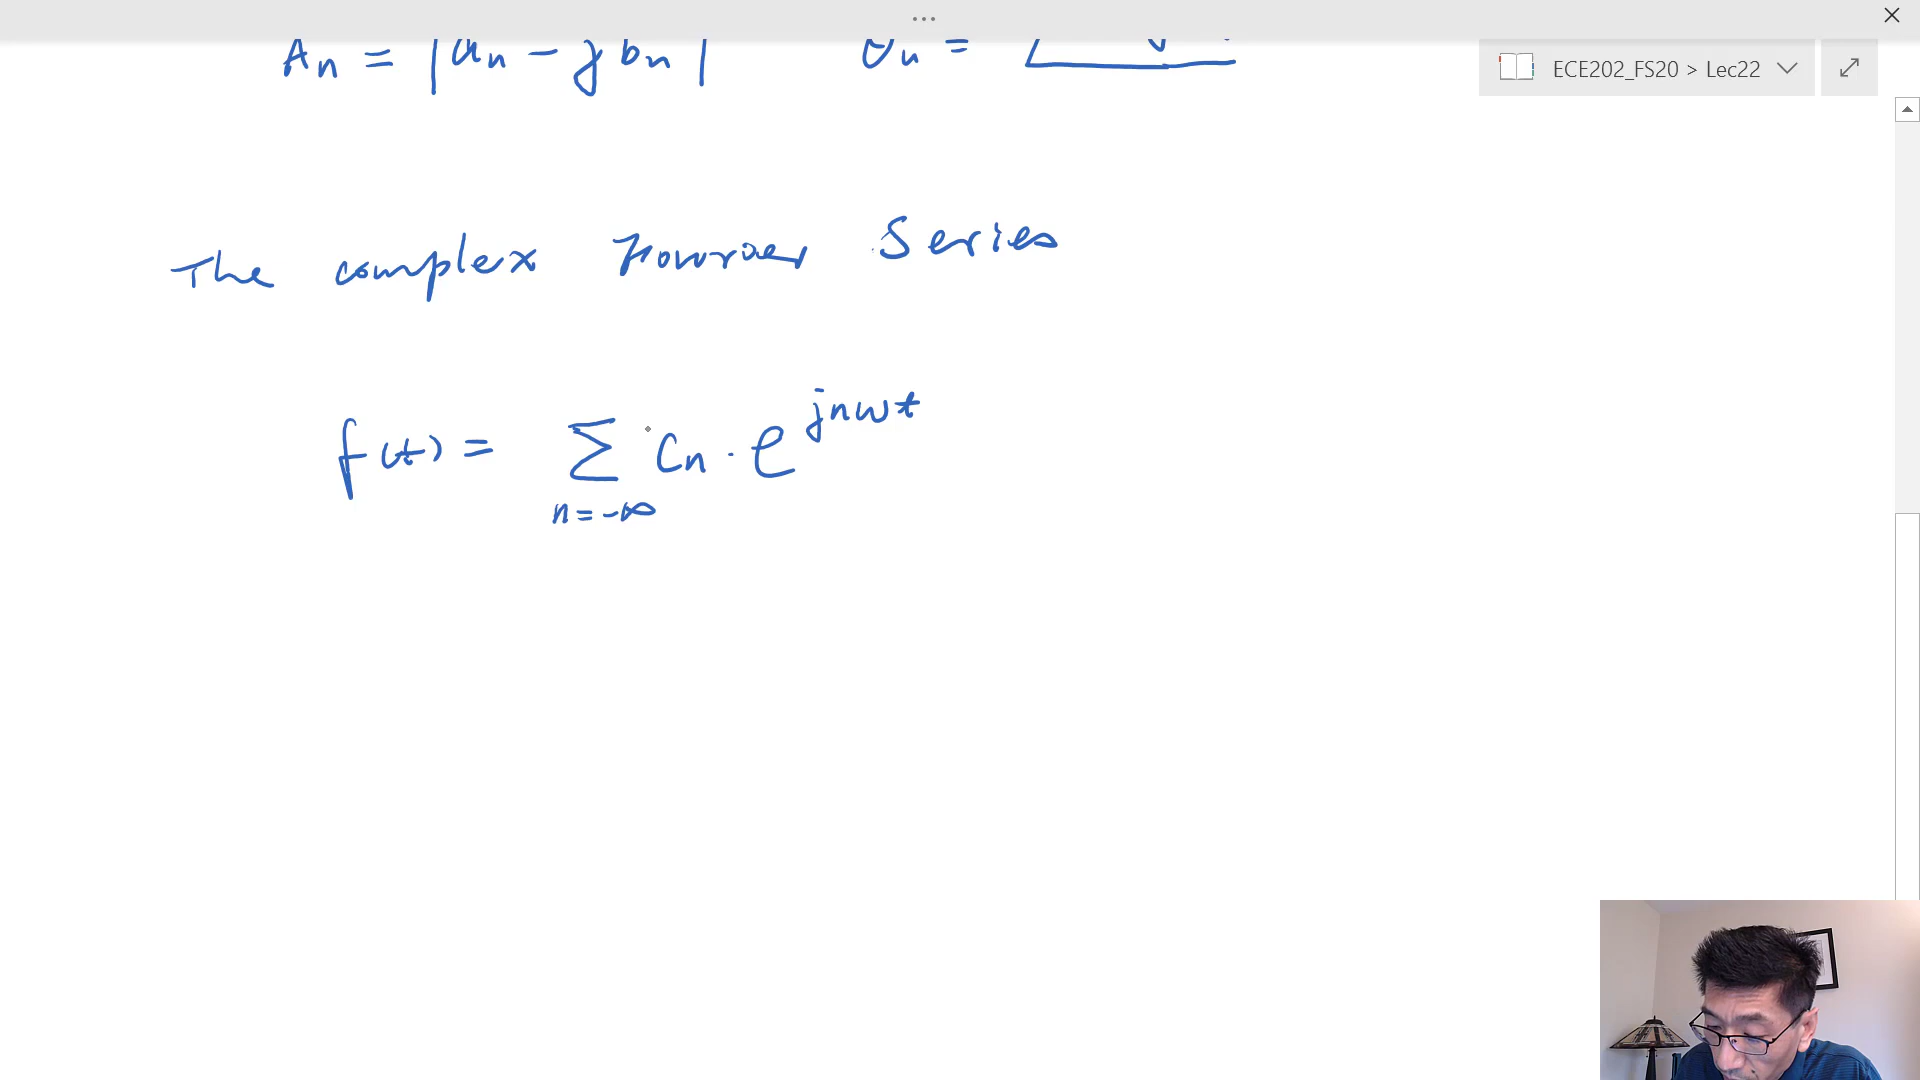 An = |an - jbn| θn =
ECE202_FS20 > Lec22
The complex Fourier Series
f(t) = ∑ Cn · e^jnωt
n = -∞